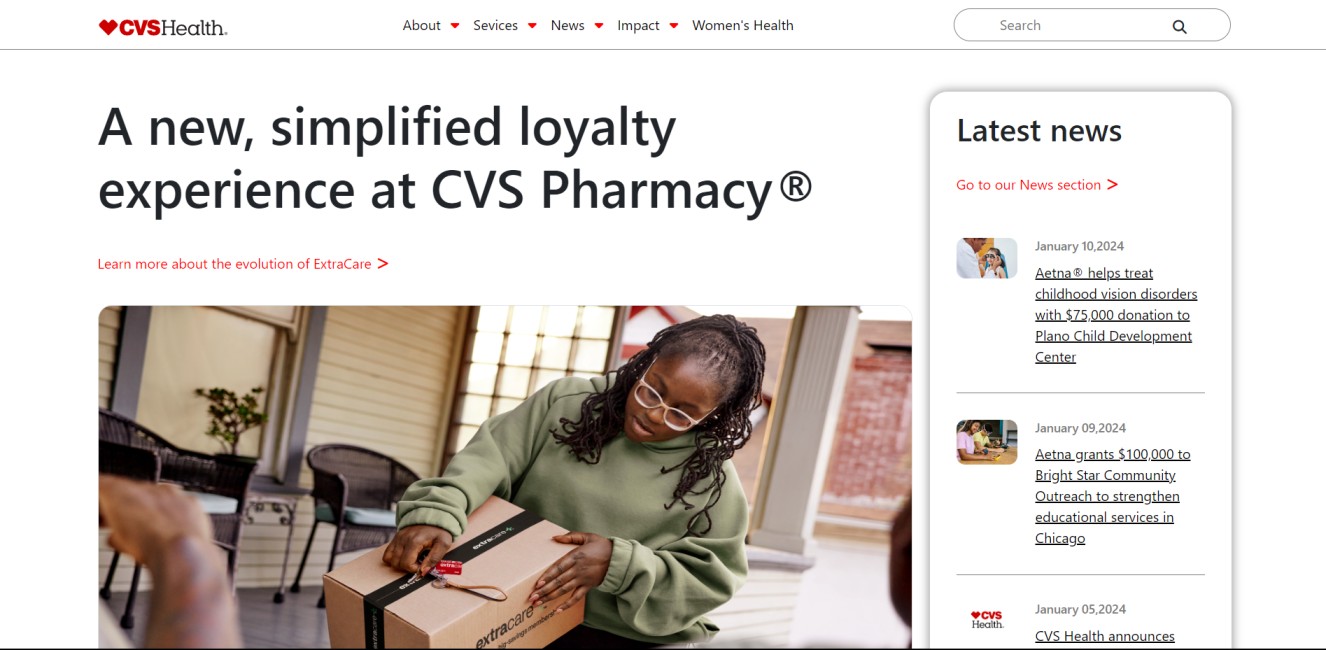 CVSHealth.
About
Sevices
News
Impact
Women's Health
Search
A new, simplified loyalty
experience at CVS Pharmacy®
Learn more about the evolution of ExtraCare >
extracare
extracare
extracare
Latest news
Go to our News section >
January 10,2024
Aetna® helps treat
childhood vision disorders
with $75,000 donation to
Plano Child Development
Center
January 09,2024
Aetna grants $100,000 to
Bright Star Community
Outreach to strengthen
educational services in
Chicago
CVS
Health.
January 05,2024
CVS Health announces